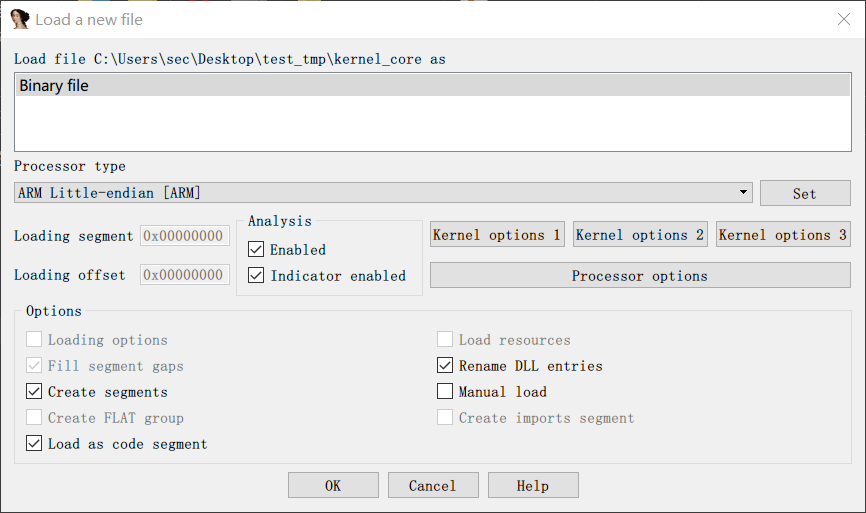 Load a new file
Load file C:\Users\sec\Desktop\test_tmp\kernel_core as
Binary file
Processor type
ARM Little-endian [ARM]
Set
Loading segment 0x00000000
Loading offset 0x00000000
Analysis
Enabled
Indicator enabled
Kernel options 1 Kernel options 2 Kernel options 3
Processor options
Options
Loading options
Fill segment gaps
Create segments
Create FLAT group
Load as code segment
Load resources
Rename DLL entries
Manual load
Create imports segment
OK Cancel Help